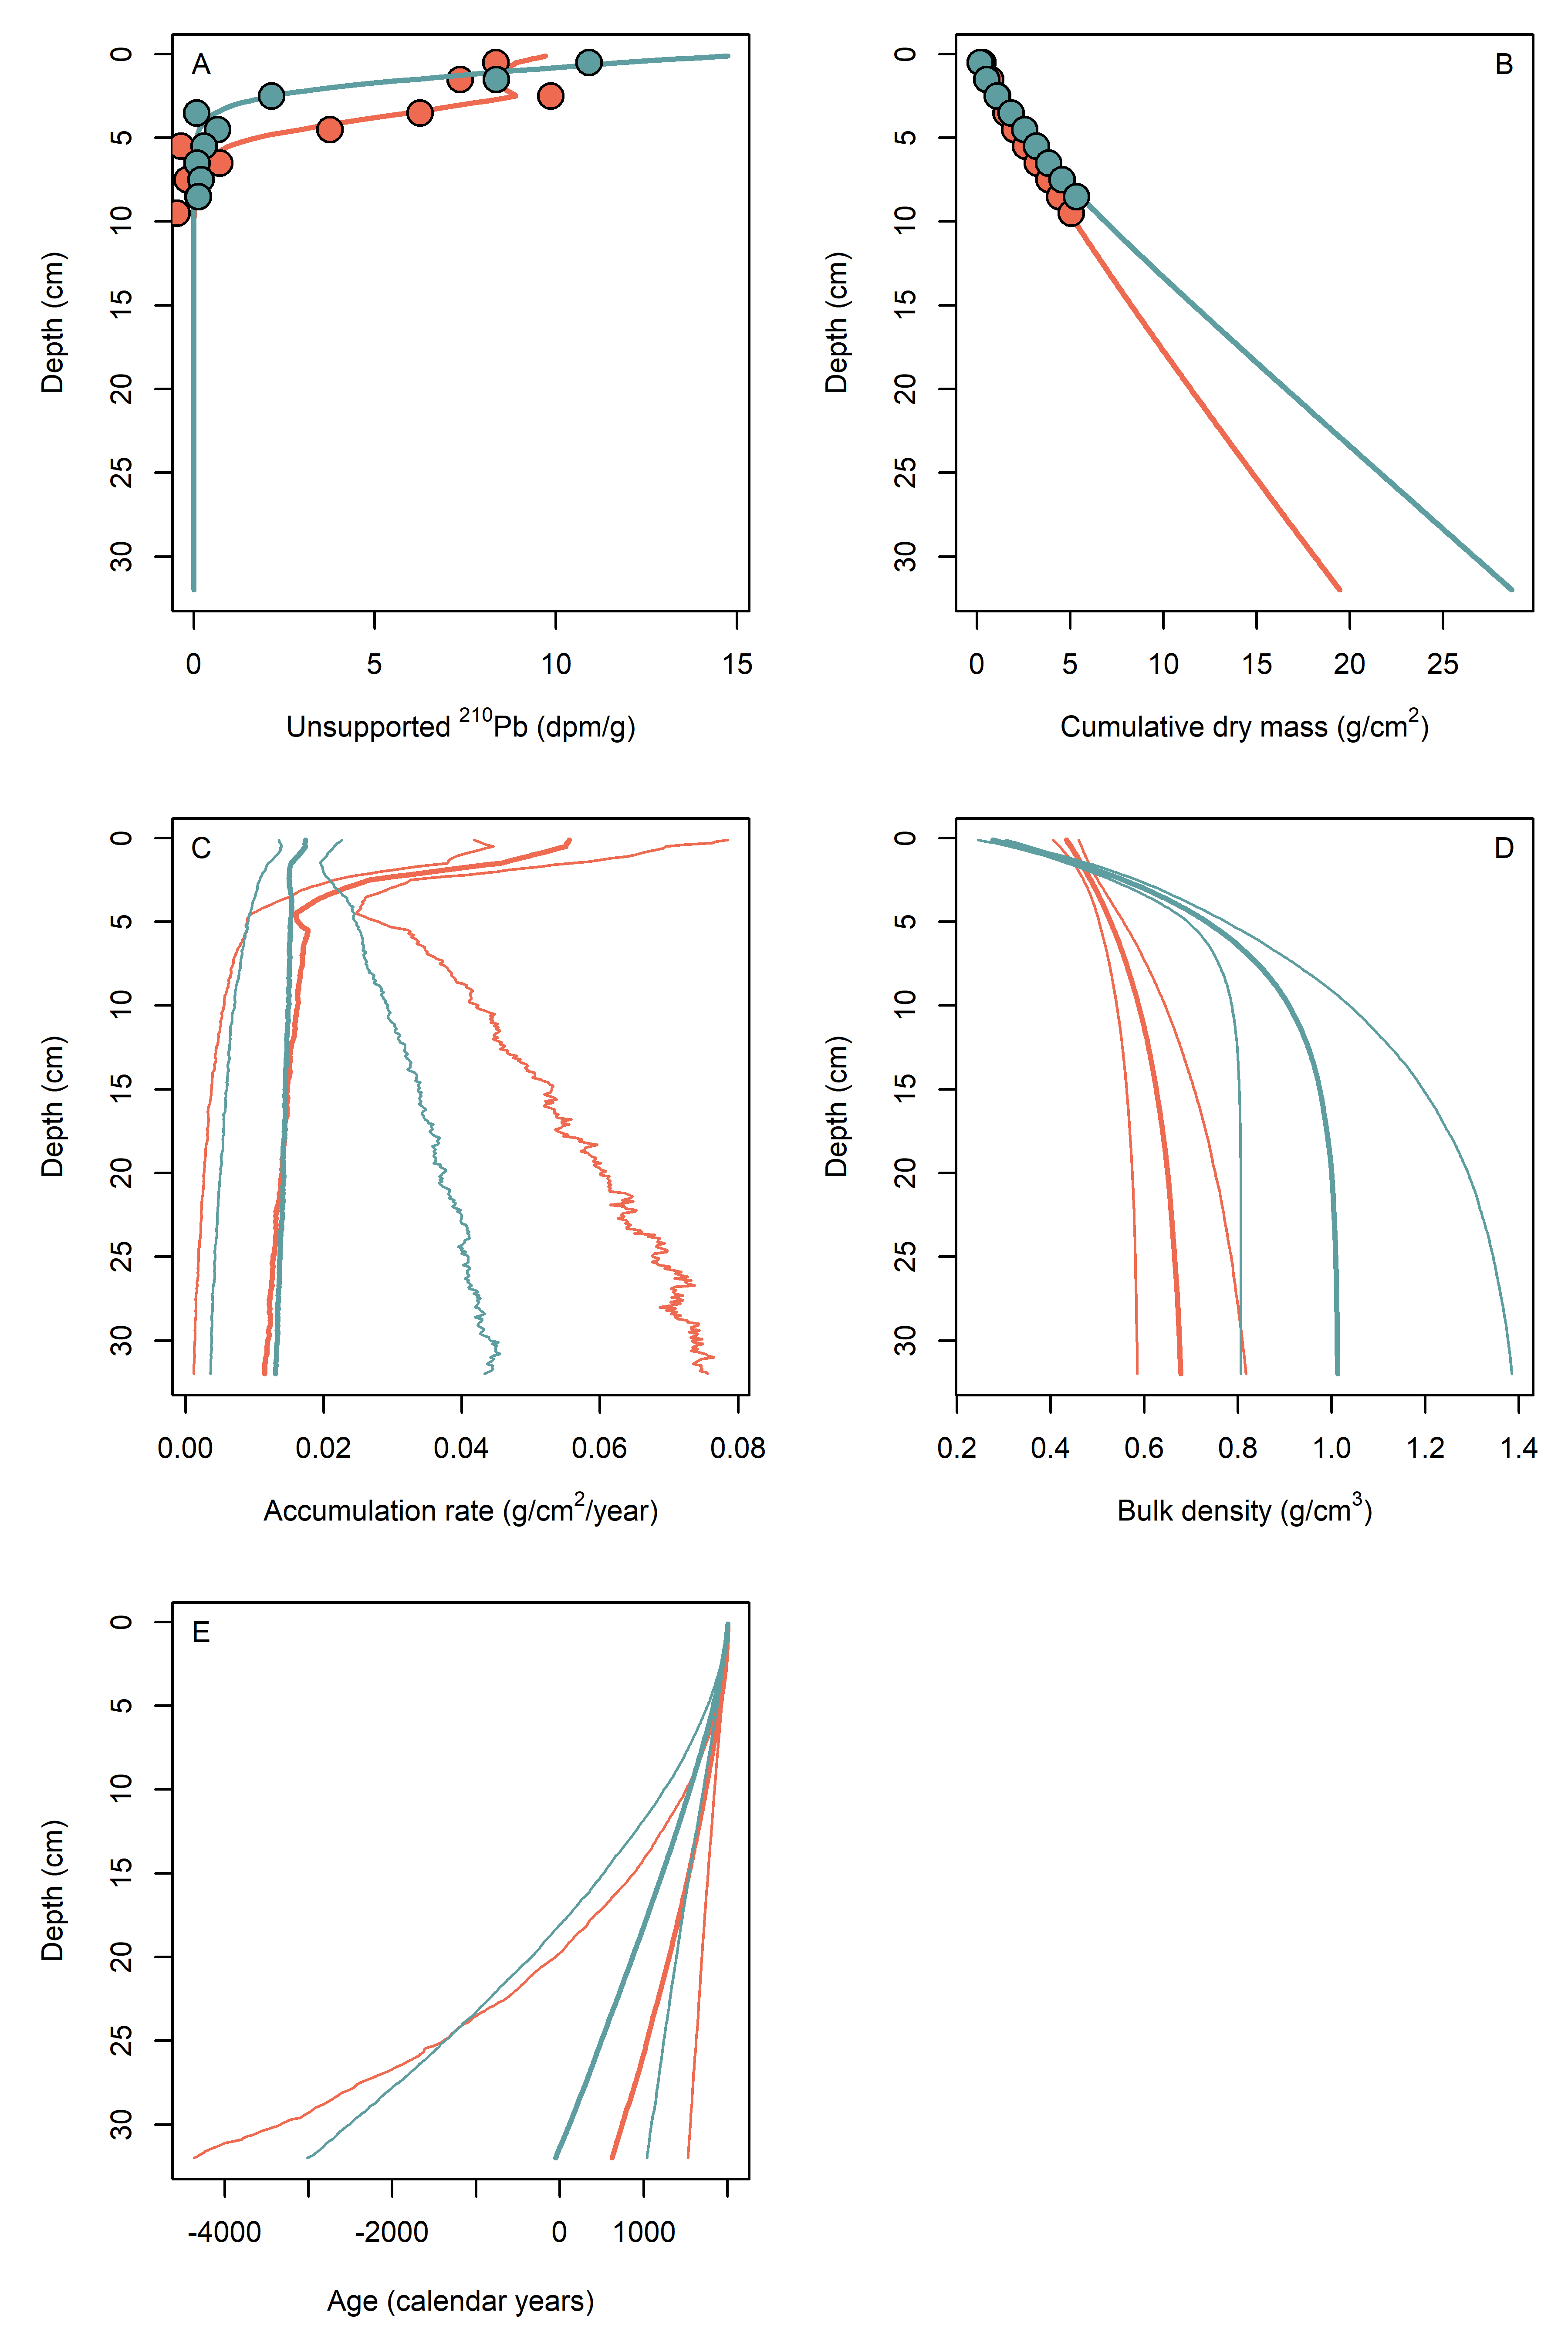 A
0
5
10
15
20
25
30
Depth (cm)
0 5 10 15
Unsupported ²¹⁰Pb (dpm/g)
B
0
5
10
15
20
25
30
Depth (cm)
0 5 10 15 20 25
Cumulative dry mass (g/cm²)
C
0
5
10
15
20
25
30
Depth (cm)
0.00 0.02 0.04 0.06 0.08
Accumulation rate (g/cm²/year)
D
0
5
10
15
20
25
30
Depth (cm)
0.2 0.4 0.6 0.8 1.0 1.2 1.4
Bulk density (g/cm³)
E
0
5
10
15
20
25
30
Depth (cm)
-4000 -2000 0 1000
Age (calendar years)